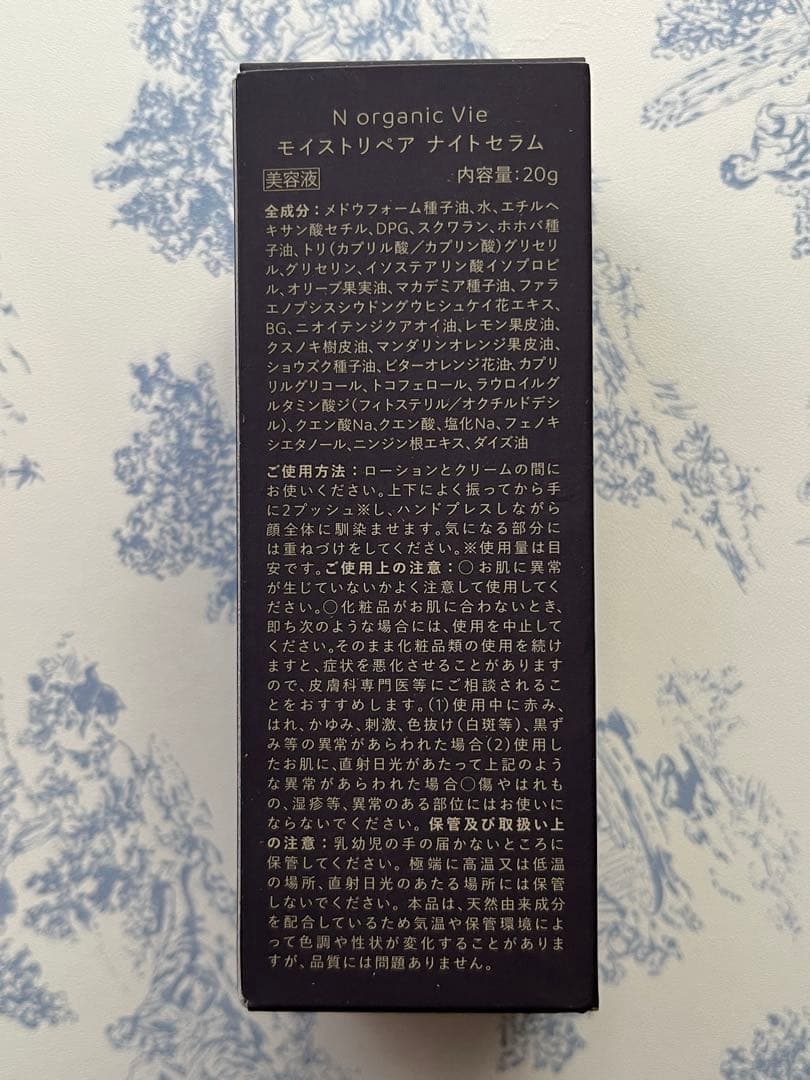 N organic Vie
モイストリペア ナイトセラム
美容液 内容量:20g
全成分:メドウフォーム種子油、水、エチルヘ
キサン酸セチル、DPG、スクワラン、ホホバ種
子油、トリ(カプリル酸/カプリン酸)グリセリ
ル、グリセリン、イソステアリン酸イソプロピ
ル、オリーブ果実油、マカデミア種子油、ファラ
エノプシスシウドングウヒシュケイ花エキス、
BG、ニオイテンジクアオイ油、レモン果皮油、
クスノキ樹皮油、マンダリンオレンジ果皮油、
ショウズク種子油、ビターオレンジ花油、カプリ
リルグリコール、トコフェロール、ラウロイルグ
ルタミン酸ジ(フィトステリル/オクチルドデシ
ル)、クエン酸Na、クエン酸、塩化Na、フェノキ
シエタノール、ニンジン根エキス、ダイズ油
ご使用方法:ローションとクリームの間に
お使いください。上下によく振ってから手
に2プッシュ※し、ハンドプレスしながら
顔全体に馴染ませます。気になる部分に
は重ねづけをしてください。※使用量は目
安です。ご使用上の注意:○お肌に異常
が生じていないかよく注意して使用してく
ださい。○化粧品がお肌に合わないとき、
即ち次のような場合には、使用を中止して
ください。そのまま化粧品類の使用を続け
ますと、症状を悪化させることがあります
ので、皮膚科専門医等にご相談されるこ
とをおすすめします。(1)使用中に赤み、
はれ、かゆみ、刺激、色抜け(白斑等)、黒ず
み等の異常があらわれた場合(2)使用し
たお肌に、直射日光があたって上記のよう
な異常があらわれた場合○傷やはれも
の、湿疹等、異常のある部位にはお使いに
ならないでください。保管及び取扱い上
の注意:乳幼児の手の届かないところに
保管してください。極端に高温又は低温
の場所、直射日光のあたる場所には保管
しないでください。本品は、天然由来成分
を配合しているため気温や保管環境によ
って色調や性状が変化することがありま
すが、品質には問題ありません。